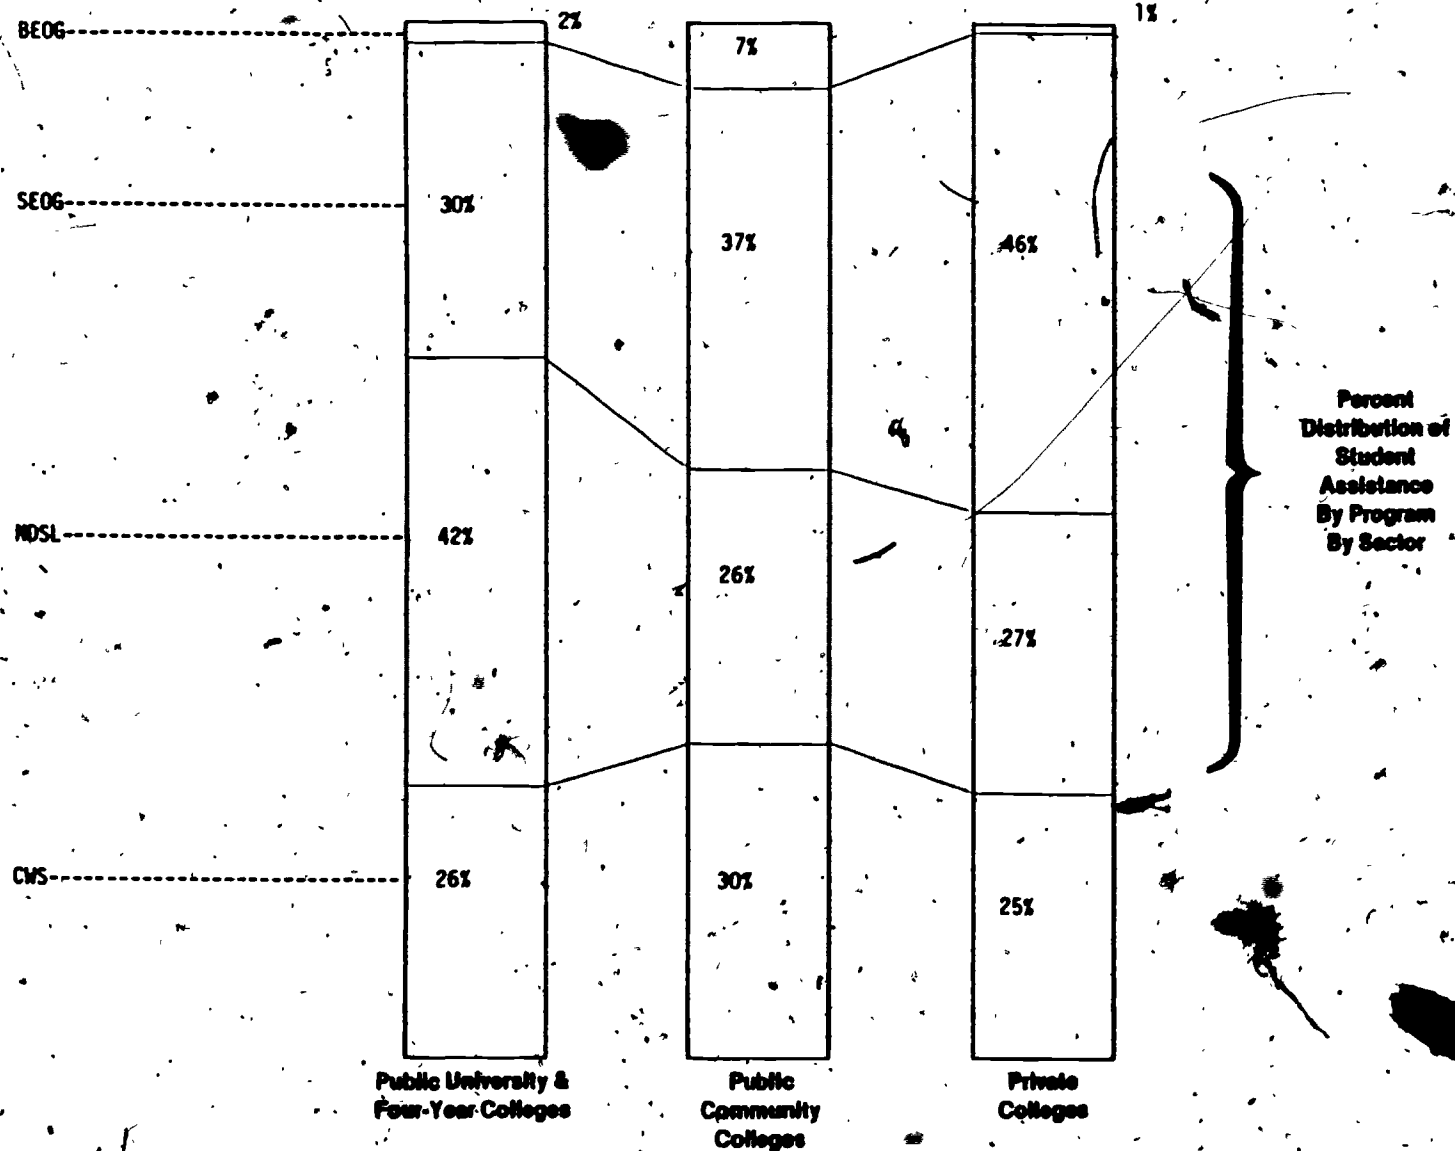 BEOG
2%
7%
1%
SEOG
30%
37%
46%
Percent
Distribution of
Student
Assistance
By Program
By Sector
NDSL
42%
26%
27%
CWS
26%
30%
25%
Public University &
Four-Year Colleges
Public
Community
Colleges
Private
Colleges